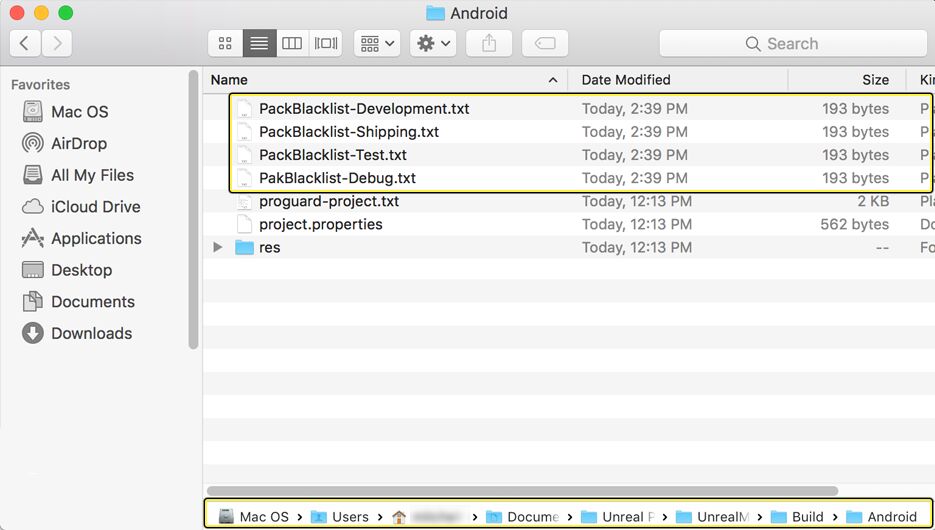 Android
Search
Favorites
Mac OS
AirDrop
All My Files
iCloud Drive
Applications
Desktop
Documents
Downloads
Name Date Modified Size Kin
PackBlacklist-Development.txt Today, 2:39 PM 193 bytes
PackBlacklist-Shipping.txt Today, 2:39 PM 193 bytes
PackBlacklist-Test.txt Today, 2:39 PM 193 bytes
PakBlacklist-Debug.txt Today, 2:39 PM 193 bytes
proguard-project.txt Today, 12:13 PM 2 KB Pla
project.properties Today, 12:13 PM 562 bytes Do
res Today, 12:13 PM -- Fo
Mac OS › Users › › Docume › Unreal P › UnrealM › Build › Android